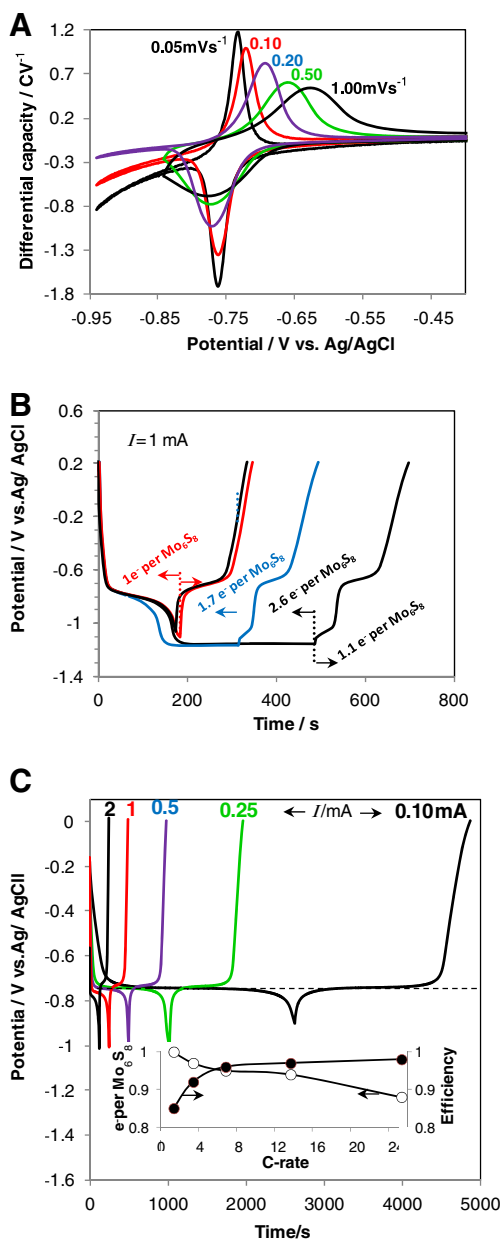 A
1.2
0.7
0.2
-0.3
-0.8
-1.3
-1.8
Differential capacity / CV-1
0.05mVs-1
0.10
0.20
0.50
1.00mVs-1
-0.95 -0.85 -0.75 -0.65 -0.55 -0.45
Potential / V vs. Ag/AgCl
B
0.6
0.2
-0.2
-0.6
-1
-1.4
Potential / V vs.Ag/ AgCl
I = 1 mA
1e- per Mo6S8
1.7 e- per Mo6S8
2.6 e- per Mo6S8
1.1 e- per Mo6S8
0 200 400 600 800
Time / s
C
2 1 0.5 0.25 I/mA 0.10mA
0
-0.2
-0.4
-0.6
-0.8
-1
-1.2
-1.4
-1.6
Potentia/ V vs.Ag/ AgCll
1
0.9
0.8
e-per Mo6S8
1
0.9
0.8
Efficiency
0 4 8 12 16 20 24
C-rate
0 1000 2000 3000 4000 5000
Time/s